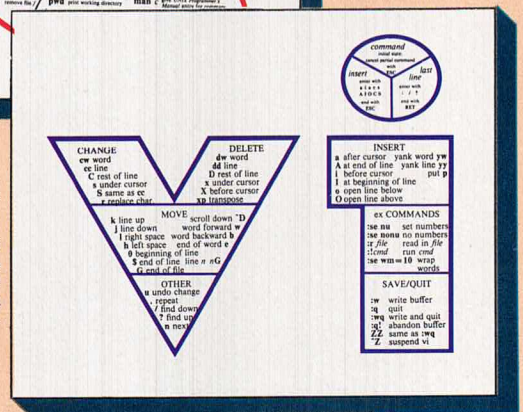 remove file
pwd print working directory
man c
Manual entry for command
command
initial state
cancel partial command
with
ESC
insert
enter with
a i o c s
A I O C S
end with
ESC
last
line
enter with
: / ?
end with
RET
CHANGE
cw word
cc line
C rest of line
s under cursor
S same as cc
r replace char.
DELETE
dw word
dd line
D rest of line
x under cursor
X before cursor
xp transpose
MOVE
k line up scroll down ^D
j line down word forward w
l right space word backward b
h left space end of word e
0 beginning of line
$ end of line line n nG
G end of file
OTHER
u undo change
. repeat
/ find down
? find up
n next
INSERT
a after cursor yank word yw
A at end of line yank line yy
i before cursor put p
I at beginning of line
o open line below
O open line above
ex COMMANDS
:se nu set numbers
:se nonu no numbers
:r file read in file
:!cmd run cmd
:se wm=10 wrap
words
SAVE/QUIT
:w write buffer
:q quit
:wq write and quit
:q! abandon buffer
ZZ same as :wq
^Z suspend vi